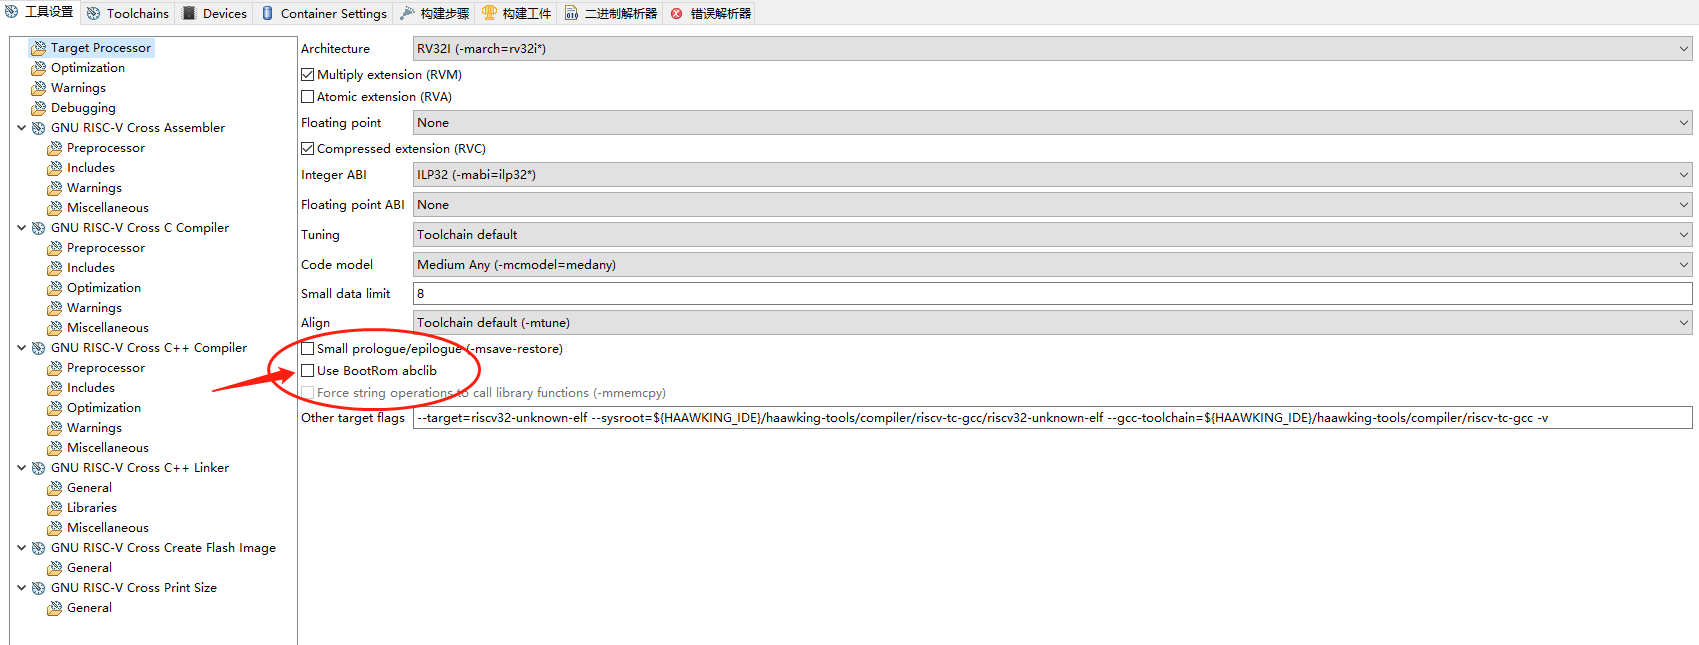 工具设置 Toolchains Devices Container Settings 构建步骤 构建工件 二进制解析器 错误解析器
Target Processor
Optimization
Warnings
Debugging
GNU RISC-V Cross Assembler
Preprocessor
Includes
Warnings
Miscellaneous
GNU RISC-V Cross C Compiler
Preprocessor
Includes
Optimization
Warnings
Miscellaneous
GNU RISC-V Cross C++ Compiler
Preprocessor
Includes
Optimization
Warnings
Miscellaneous
GNU RISC-V Cross C++ Linker
General
Libraries
Miscellaneous
GNU RISC-V Cross Create Flash Image
General
GNU RISC-V Cross Print Size
General
Architecture RV32I (-march=rv32i*)
Multiply extension (RVM)
Atomic extension (RVA)
Floating point None
Compressed extension (RVC)
Integer ABI ILP32 (-mabi=ilp32*)
Floating point ABI None
Tuning Toolchain default
Code model Medium Any (-mcmodel=medany)
Small data limit 8
Align Toolchain default (-mtune)
Small prologue/epilogue (-msave-restore)
Use BootRom abclib
Force string operations to call library functions (-mmemcpy)
Other target flags --target=riscv32-unknown-elf --sysroot=${HAAWKING_IDE}/haawking-tools/compiler/riscv-tc-gcc/riscv32-unknown-elf --gcc-toolchain=${HAAWKING_IDE}/haawking-tools/compiler/riscv-tc-gcc -v